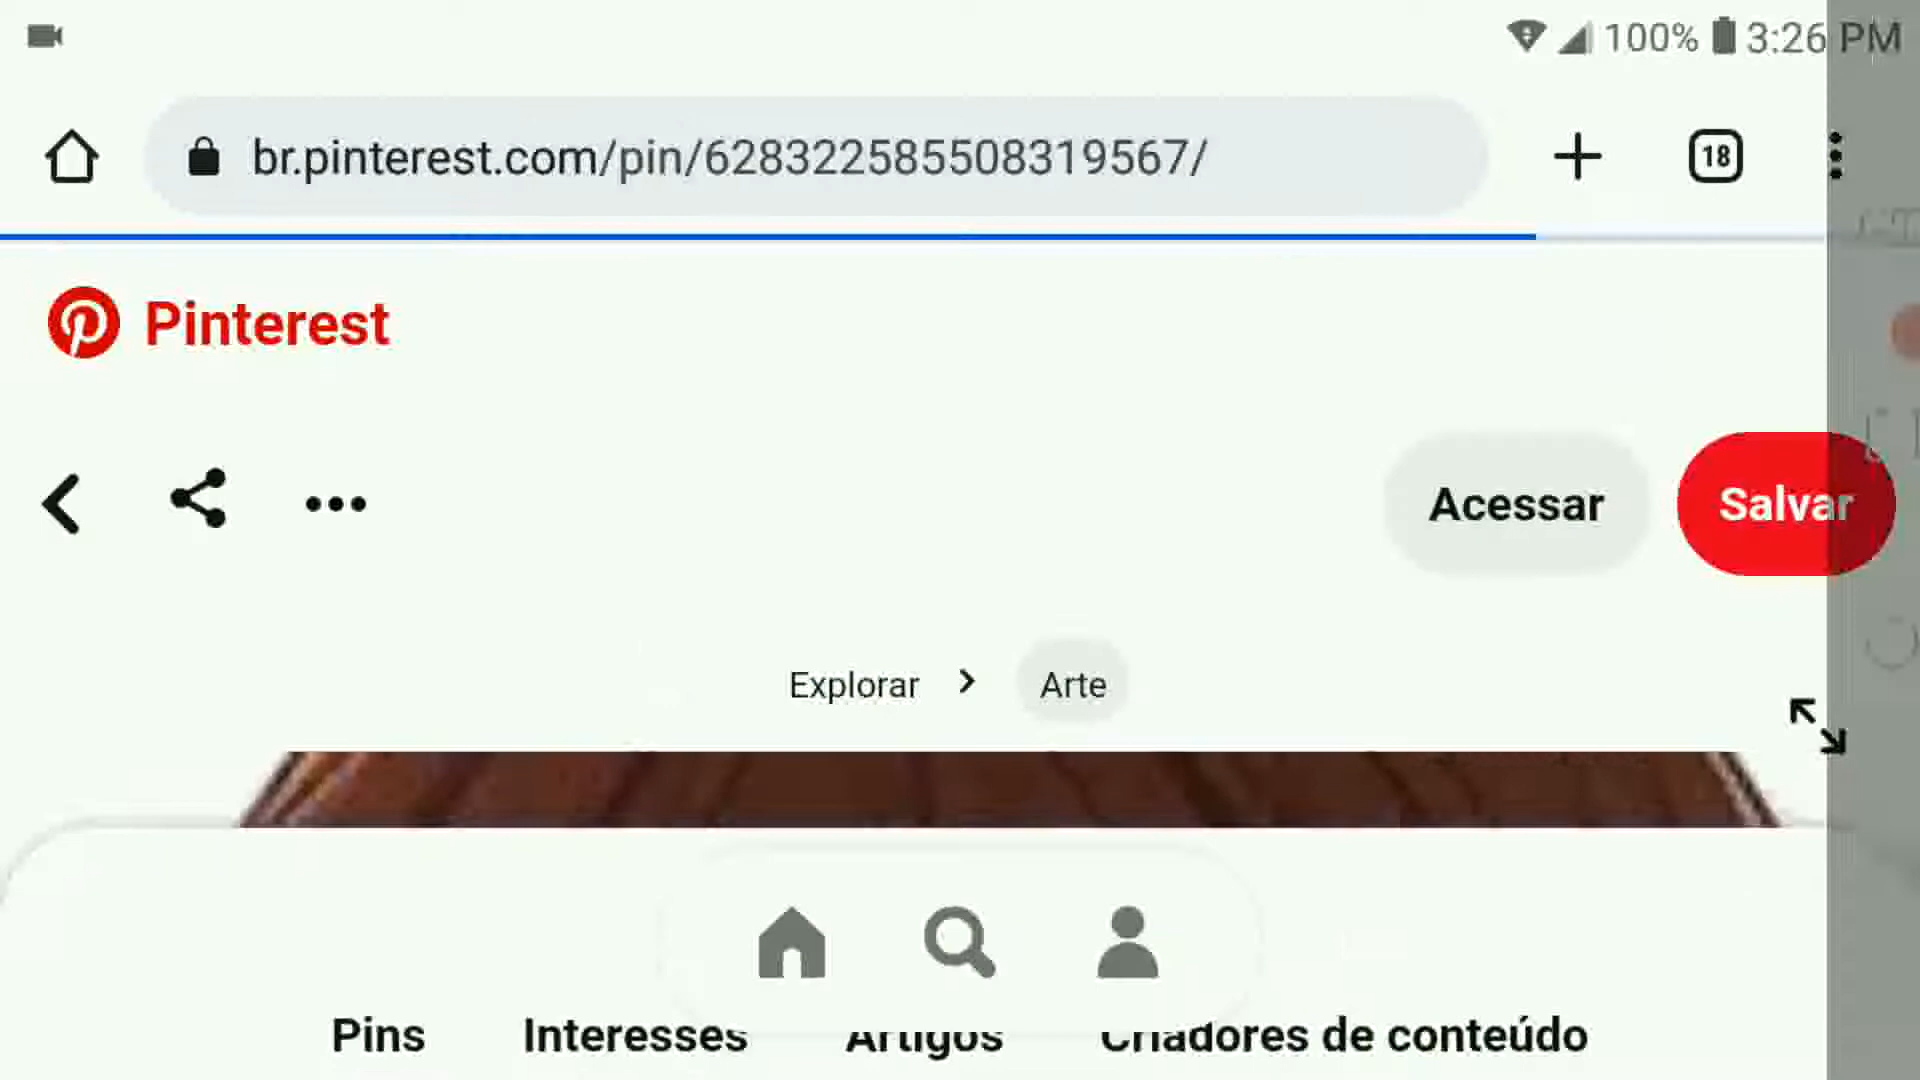 100% 3:26 PM
br.pinterest.com/pin/628322585508319567/
18
Pinterest
Acessar
Salvar
Explorar
Arte
Pins
Interesses
Artigos
Criadores de conteúdo